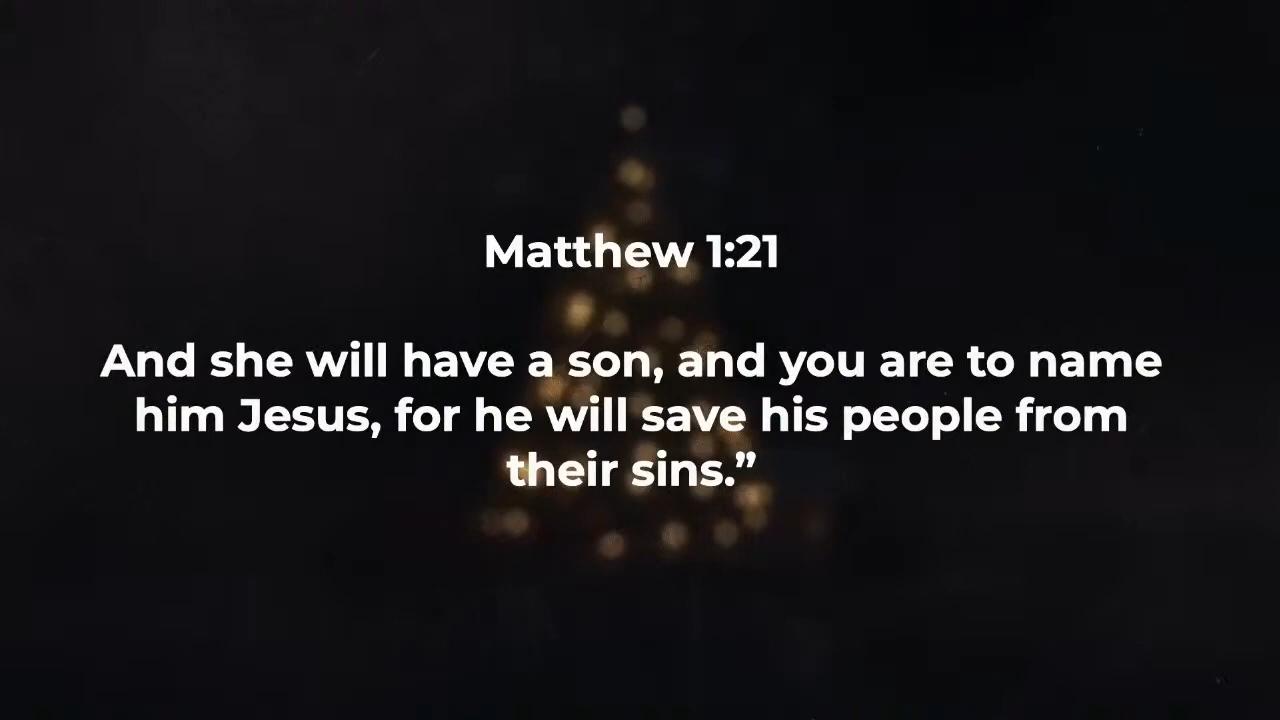 Matthew 1:21
And she will have a son, and you are to name
him Jesus, for he will save his people from
their sins.”